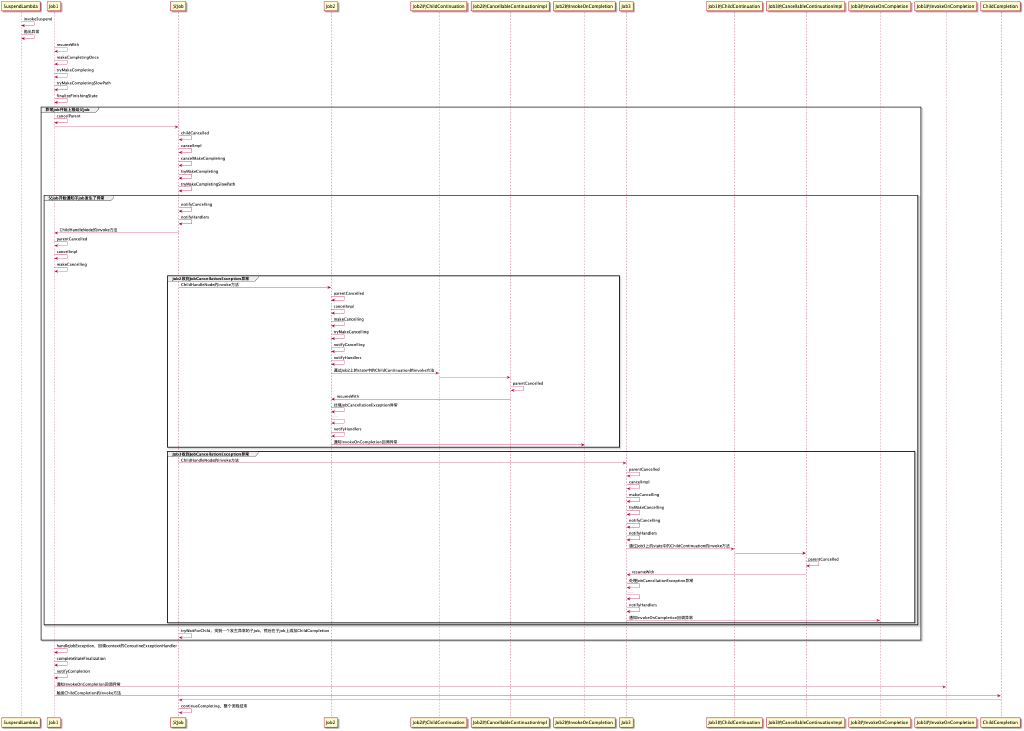 SuspendLambda
Job1
父Job
Job2
Job2的ChildContinuation
Job2的CancellableContinuationImpl
Job2的InvokeOnCompletion
Job3
Job3的ChildContinuation
Job3的CancellableContinuationImpl
Job3的InvokeOnCompletion
Job1的InvokeOnCompletion
ChildCompletion
invokeSuspend
抛出异常
resumeWith
makeCompletingOnce
tryMakeCompleting
tryMakeCompletingSlowPath
finalizeFinishingState
异常job开始上报给父job
cancelParent
childCancelled
cancelImpl
cancelMakeCompleting
tryMakeCompleting
tryMakeCompletingSlowPath
父job开始通知子job发生了异常
notifyCancelling
notifyHandlers
ChildHandleNode的invoke方法
parentCancelled
cancelImpl
makeCancelling
Job2收到JobCancellationException异常
ChildHandleNode的invoke方法
parentCancelled
cancelImpl
makeCancelling
tryMakeCancelling
notifyCancelling
notifyHandlers
通过Job2上的state中的ChildContinuation的invoke方法
parentCancelled
resumeWith
处理JobCancellationException异常
notifyHandlers
通知InvokeOnCompletion回调异常
Job3收到JobCancellationException异常
ChildHandleNode的invoke方法
parentCancelled
cancelImpl
makeCancelling
tryMakeCancelling
notifyCancelling
notifyHandlers
通过Job3上的state中的ChildContinuation的invoke方法
parentCancelled
resumeWith
处理JobCancellationException异常
notifyHandlers
通知InvokeOnCompletion回调异常
tryWaitForChild，找到一个发生异常的子job，然后在子job上添加ChildCompletion
handleJobException，回调context的CoroutineExceptionHandler
completeStateFinalization
notifyCompletion
通知InvokeOnCompletion回调异常
触发ChildCompletion的invoke方法
continueCompleting，整个流程结束
SuspendLambda
Job1
父Job
Job2
Job2的ChildContinuation
Job2的CancellableContinuationImpl
Job2的InvokeOnCompletion
Job3
Job3的ChildContinuation
Job3的CancellableContinuationImpl
Job3的InvokeOnCompletion
Job1的InvokeOnCompletion
ChildCompletion